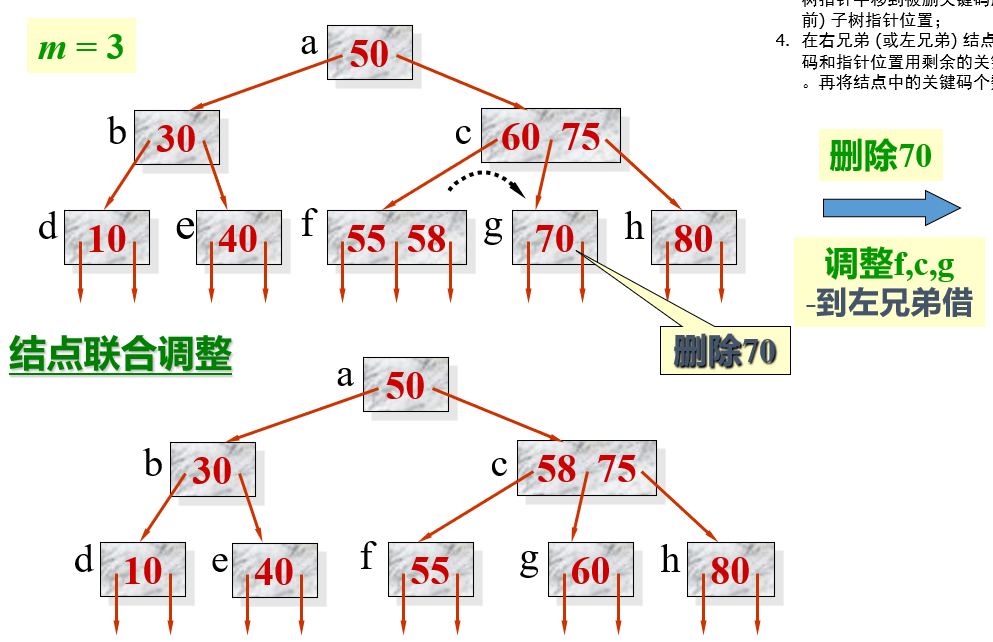 树指针中移到被删关键码
前) 子树指针位置；
4. 在右兄弟 (或左兄弟) 结点
码和指针位置用剩余的关
。再将结点中的关键码个
m = 3
a 50
b 30
c 60 75
删除70
d 10
e 40
f 55 58
g 70
h 80
调整f,c,g
-到左兄弟借
删除70
结点联合调整
a 50
b 30
c 58 75
d 10
e 40
f 55
g 60
h 80